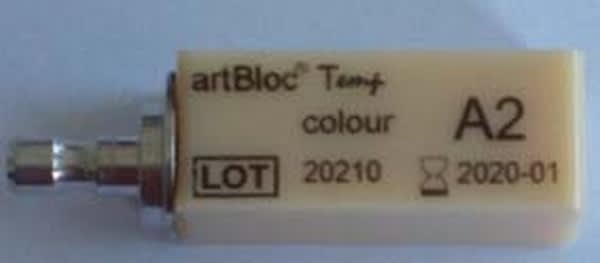 artBloc® Temp
colour A2
LOT 20210 2020-01